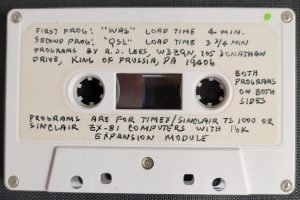 FIRST PROG: "WAS" LOAD TIME 4 MIN.
SECOND PROG: "QSL" LOAD TIME 3 3/4 MIN
PROGRAMS BY R.J. LEES, W3ZQN, 205 JONATHAN
DRIVE, KING OF PRUSSIA, PA 19406
BOTH
PROGRAMS
ON BOTH
SIDES
PROGRAMS ARE FOR TIMEX/SINCLAIR TS 1000 OR
SINCLAIR ZX-81 COMPUTERS WITH 16K
EXPANSION MODULE